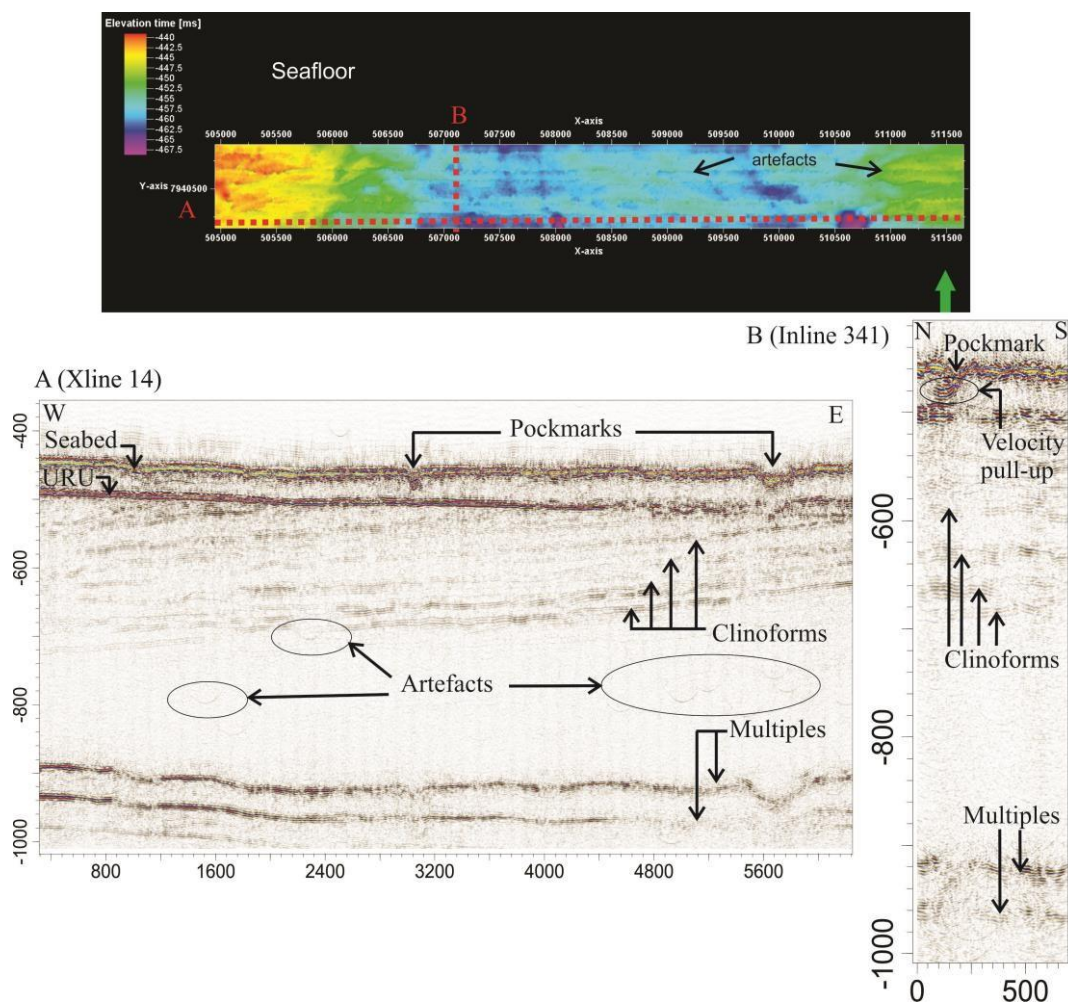 Elevation time [ms]
-440
-442.5
-445
-447.5
-450
-452.5
-455
-457.5
-460
-462.5
-465
-467.5
Seafloor
B
X-axis
505000 505500 506000 506500 507000 507500 508000 508500 509000 509500 510000 510500 511000 511500
artefacts
Y-axis 7940500
A
505000 505500 506000 506500 507000 507500 508000 508500 509000 509500 510000 510500 511000 511500
X-axis
A (Xline 14)
W
E
Seabed
Pockmarks
URU
Clinoforms
Artefacts
Multiples
-400
-600
-800
-1000
800 1600 2400 3200 4000 4800 5600
B (Inline 341)
N
S
Pockmark
Velocity
pull-up
-600
Clinoforms
-800
Multiples
-1000
0 500